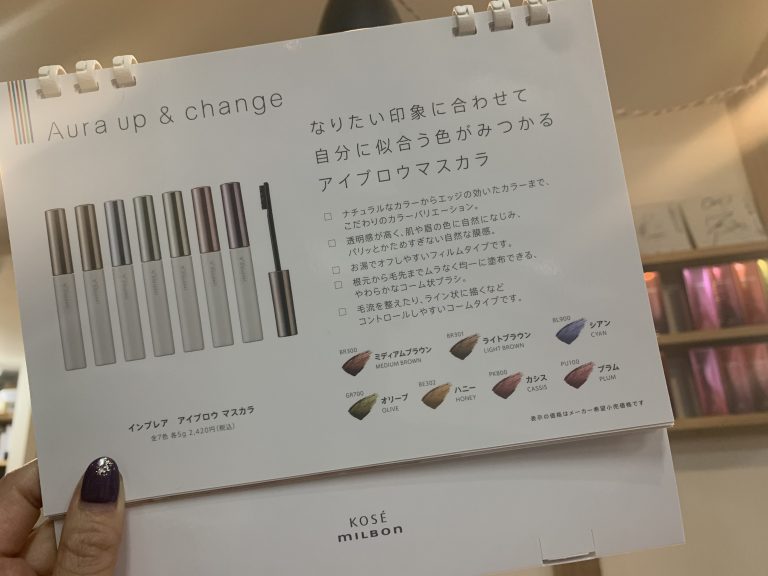 Aura up & change
なりたい印象に合わせて
自分に似合う色がみつかる
アイブロウマスカラ
□ ナチュラルなカラーからエッジの効いたカラーまで、
こだわりのカラーバリエーション。
□ 透明感が高く、肌や眉の色に自然になじみ、
パリッとかためすぎない自然な膜感。
□ お湯でオフしやすいフィルムタイプです。
□ 根元から毛先までムラなく均一に塗布できる、
やわらかなコーム状ブラシ。
□ 毛流を整えたり、ライン状に描くなど
コントロールしやすいコームタイプです。
BR300 ミディアムブラウン
MEDIUM BROWN
BR301 ライトブラウン
LIGHT BROWN
BL900 シアン
CYAN
GR700 オリーブ
OLIVE
BE302 ハニー
HONEY
PK800 カシス
CASSIS
PU100 プラム
PLUM
インプレア アイブロウ マスカラ
全7色 各5g 2,420円(税込)
表示の価格はメーカー希望小売価格です
KOSÉ
MILBON